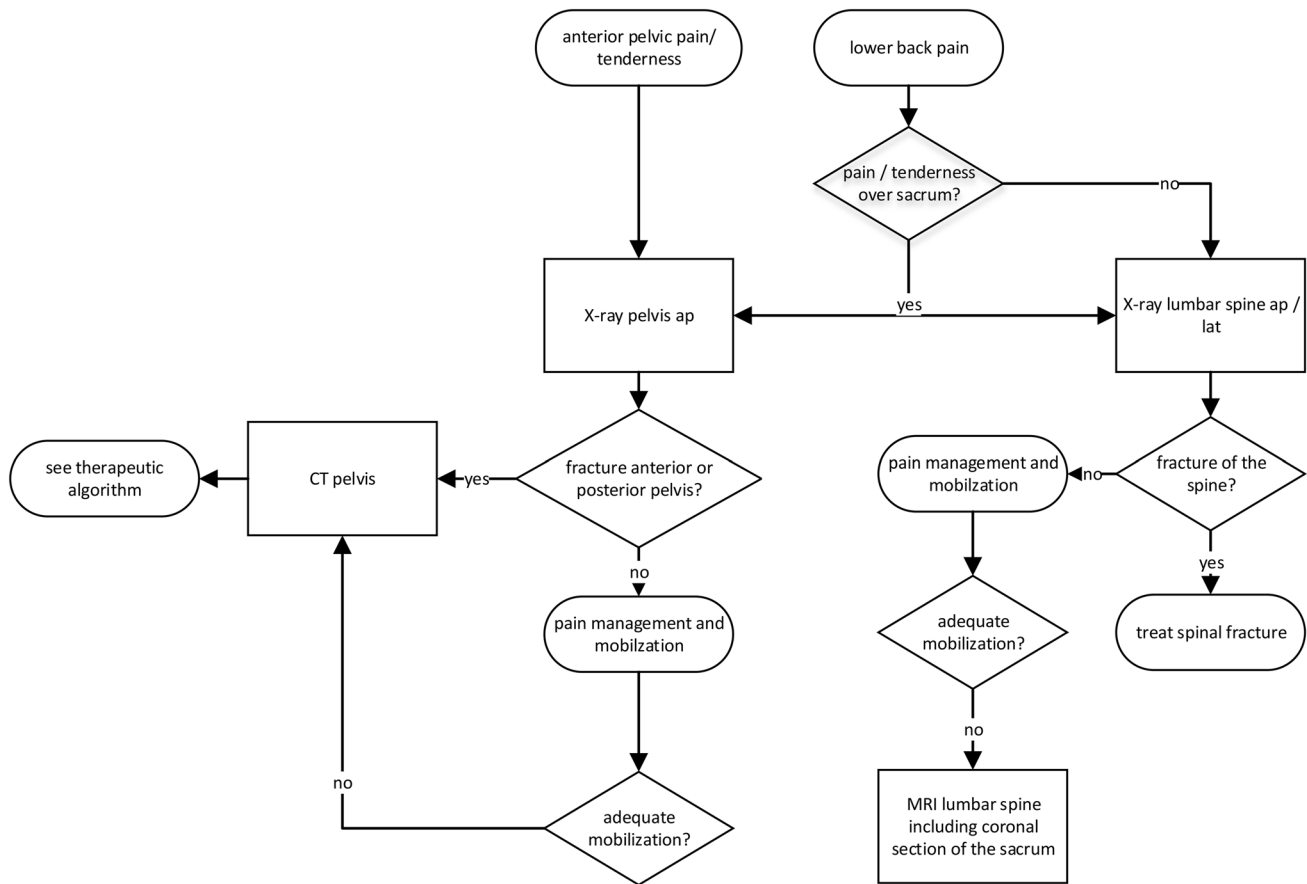 anterior pelvic pain/
tenderness
lower back pain
pain / tenderness
over sacrum?
no
yes
X-ray pelvis ap
X-ray lumbar spine ap /
lat
see therapeutic
algorithm
CT pelvis
yes
fracture anterior or
posterior pelvis?
pain management and
mobilzation
no
fracture of the
spine?
no
yes
pain management and
mobilzation
adequate
mobilization?
treat spinal fracture
no
no
adequate
mobilization?
MRI lumbar spine
including coronal
section of the sacrum